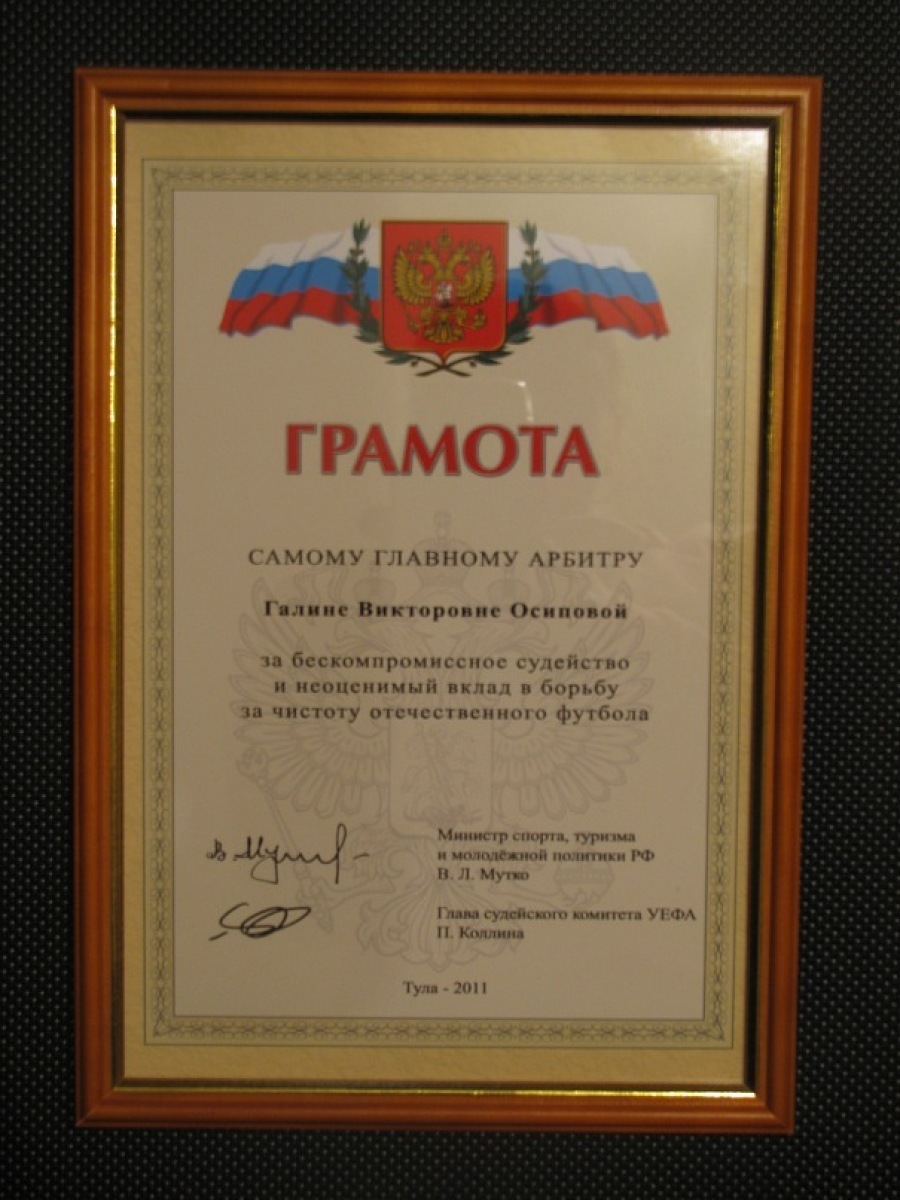 ГРАМОТА
САМОМУ ГЛАВНОМУ АРБИТРУ
Галине Викторовне Осиповой
за бескомпромиссное судейство
и неоценимый вклад в борьбу
за чистоту отечественного футбола
В Мутко
Министр спорта, туризма
и молодёжной политики РФ
В. Л. Мутко
Глава судейского комитета УЕФА
П. Коллина
Тула - 2011